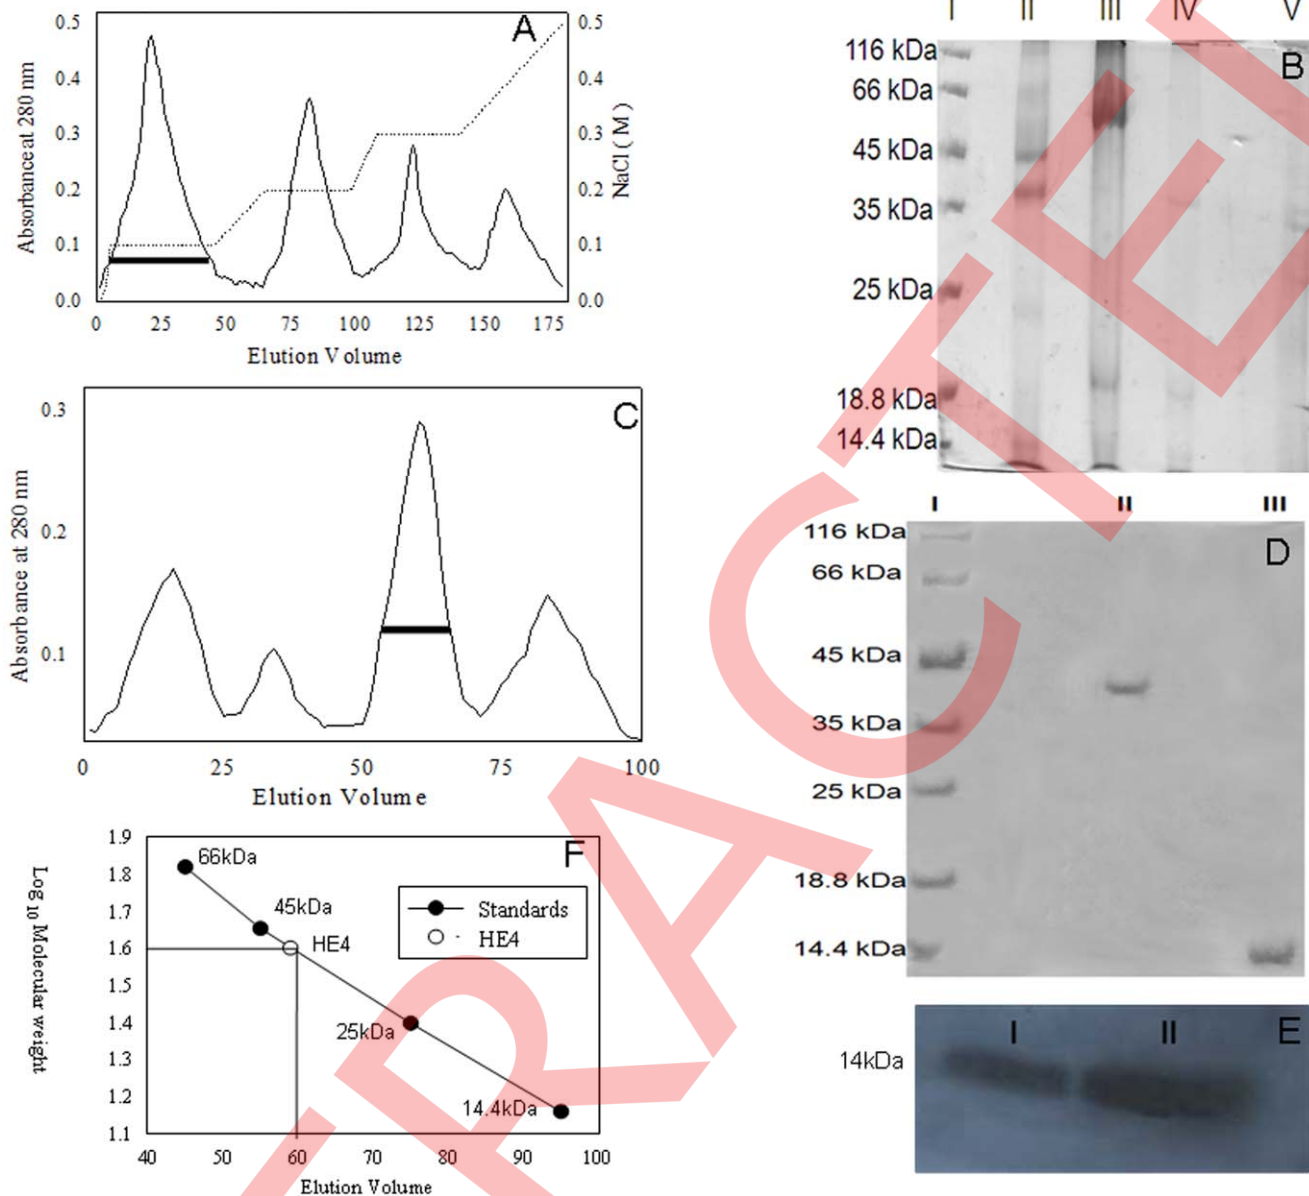 A
0.5
0.4
0.3
0.2
0.1
0.0
Absorbance at 280 nm
0.5
0.4
0.3
0.2
0.1
0.0
NaCl ( M )
0 25 50 75 100 125 150 175
Elution Volume
I II III IV V
B
116 kDa
66 kDa
45 kDa
35 kDa
25 kDa
18.8 kDa
14.4 kDa
C
0.3
0.2
0.1
Absorbance at 280 nm
0 25 50 75 100
Elution Volume
I II III
D
116 kDa
66 kDa
45 kDa
35 kDa
25 kDa
18.8 kDa
14.4 kDa
E
I II
14kDa
F
1.9
1.8
1.7
1.6
1.5
1.4
1.3
1.2
1.1
Log 10 Molecular weight
66kDa
45kDa
HE4
25kDa
14.4kDa
Standards
HE4
40 50 60 70 80 90 100
Elution Volume